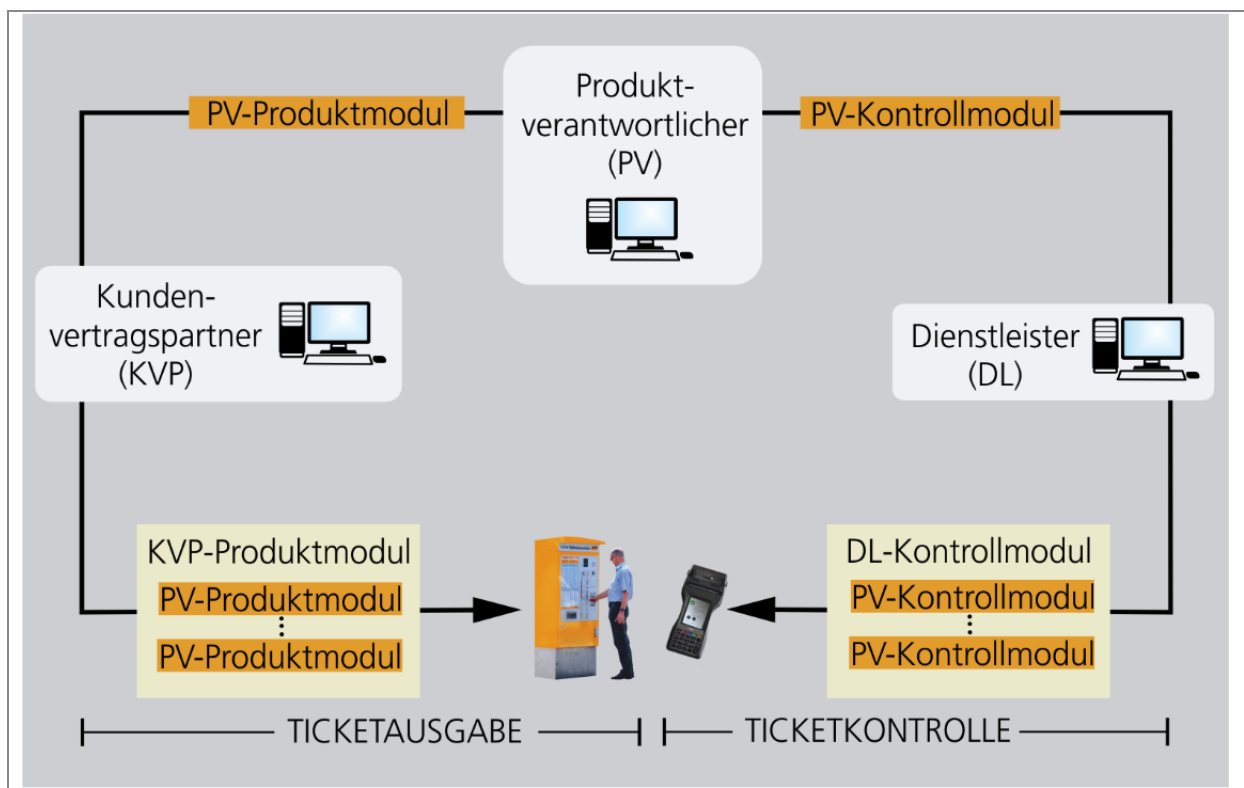 PV-Produktmodul
Produkt-
verantwortlicher
(PV)
PV-Kontrollmodul
Kunden-
vertragspartner
(KVP)
Dienstleister
(DL)
KVP-Produktmodul
PV-Produktmodul
PV-Produktmodul
DL-Kontrollmodul
PV-Kontrollmodul
PV-Kontrollmodul
TICKETAUSGABE
TICKETKONTROLLE